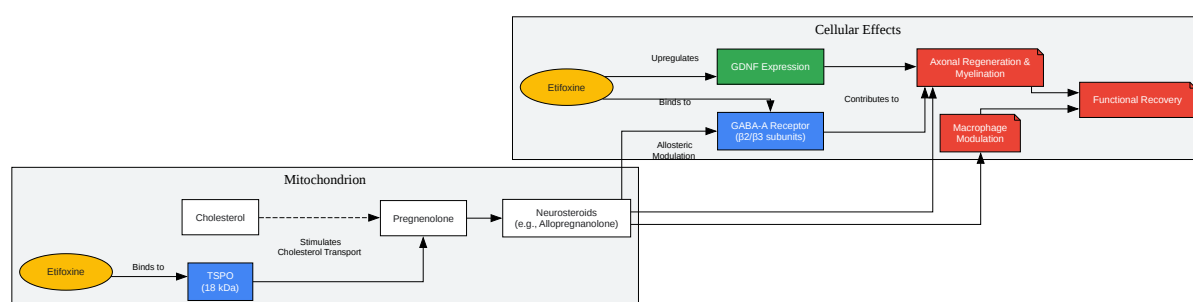 Cellular Effects
Upregulates
GDNF Expression
Axonal Regeneration &
Myelination
Etifoxine
Binds to
Contributes to
Functional Recovery
GABA-A Receptor
(β2/β3 subunits)
Macrophage
Modulation
Allosteric
Modulation
Mitochondrion
Cholesterol
Pregnenolone
Neurosteroids
(e.g., Allopregnanolone)
Stimulates
Cholesterol Transport
Etifoxine
Binds to
TSPO
(18 kDa)